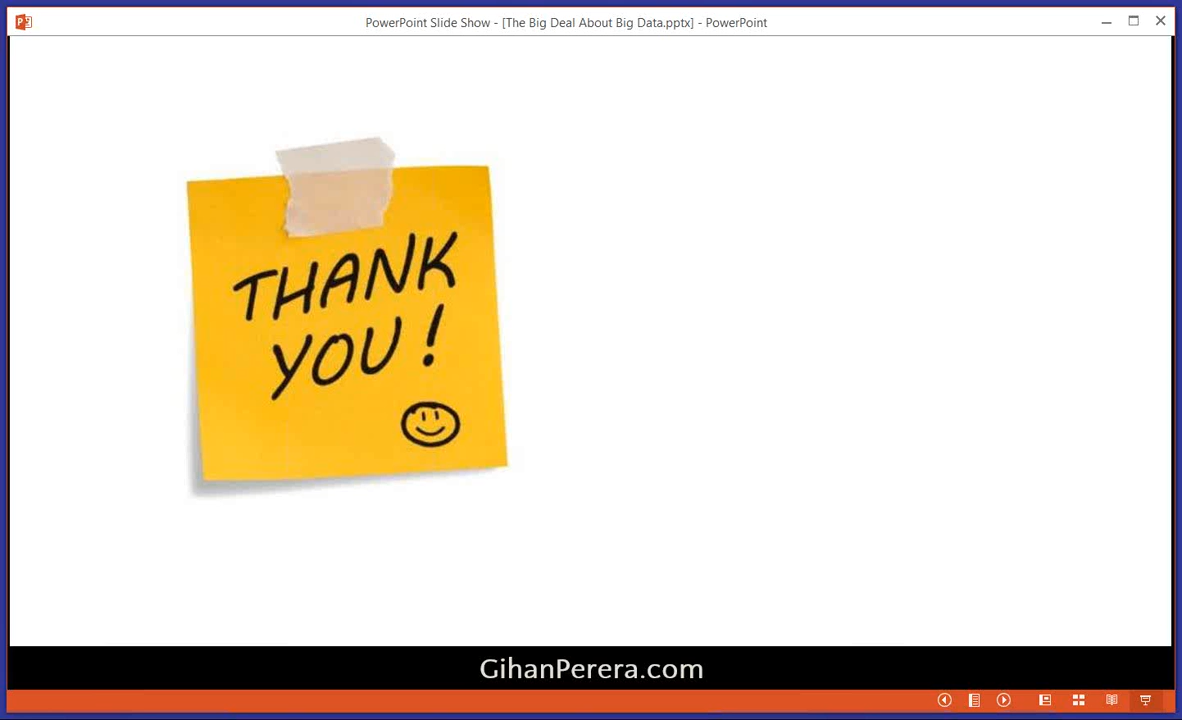 PowerPoint Slide Show - [The Big Deal About Big Data.pptx] - PowerPoint
THANK
YOU!
GihanPerera.com